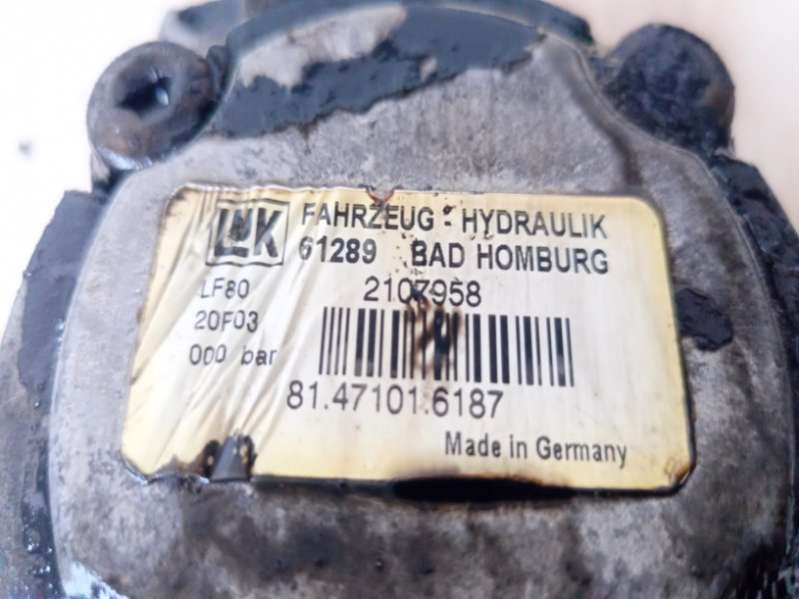 LUK FAHRZEUG - HYDRAULIK
61289 BAD HOMBURG
LF80 2107958
20F03
000 bar
81.47101.6187
Made in Germany